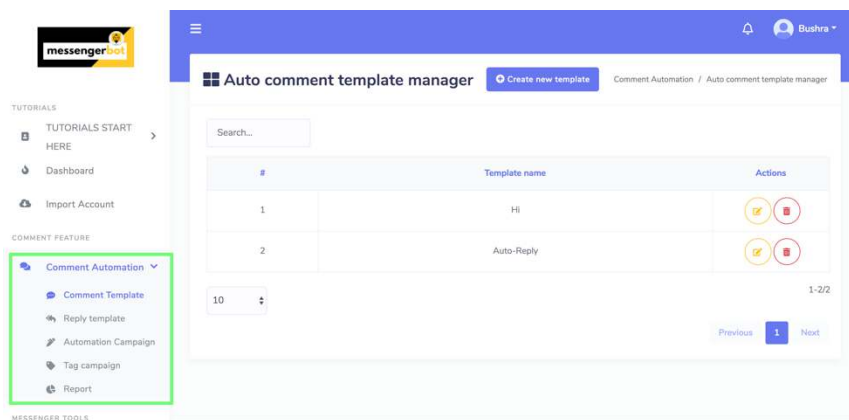 messengerbot
Bushra
Auto comment template manager
Create new template
Comment Automation / Auto comment template manager
TUTORIALS
TUTORIALS START
HERE
Dashboard
Import Account
COMMENT FEATURE
Comment Automation
Comment Template
Reply template
Automation Campaign
Tag campaign
Report
MESSENGER TOOLS
Search...
# Template name Actions
1 Hi
2 Auto-Reply
10
1-2/2
Previous 1 Next